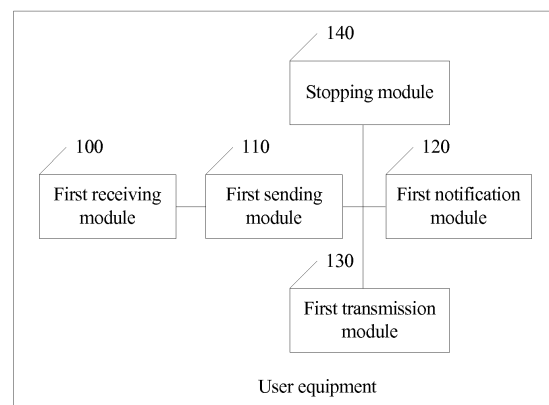 140
Stopping module
100
110
120
First receiving
module
First sending
module
First notification
module
130
First transmission
module
User equipment